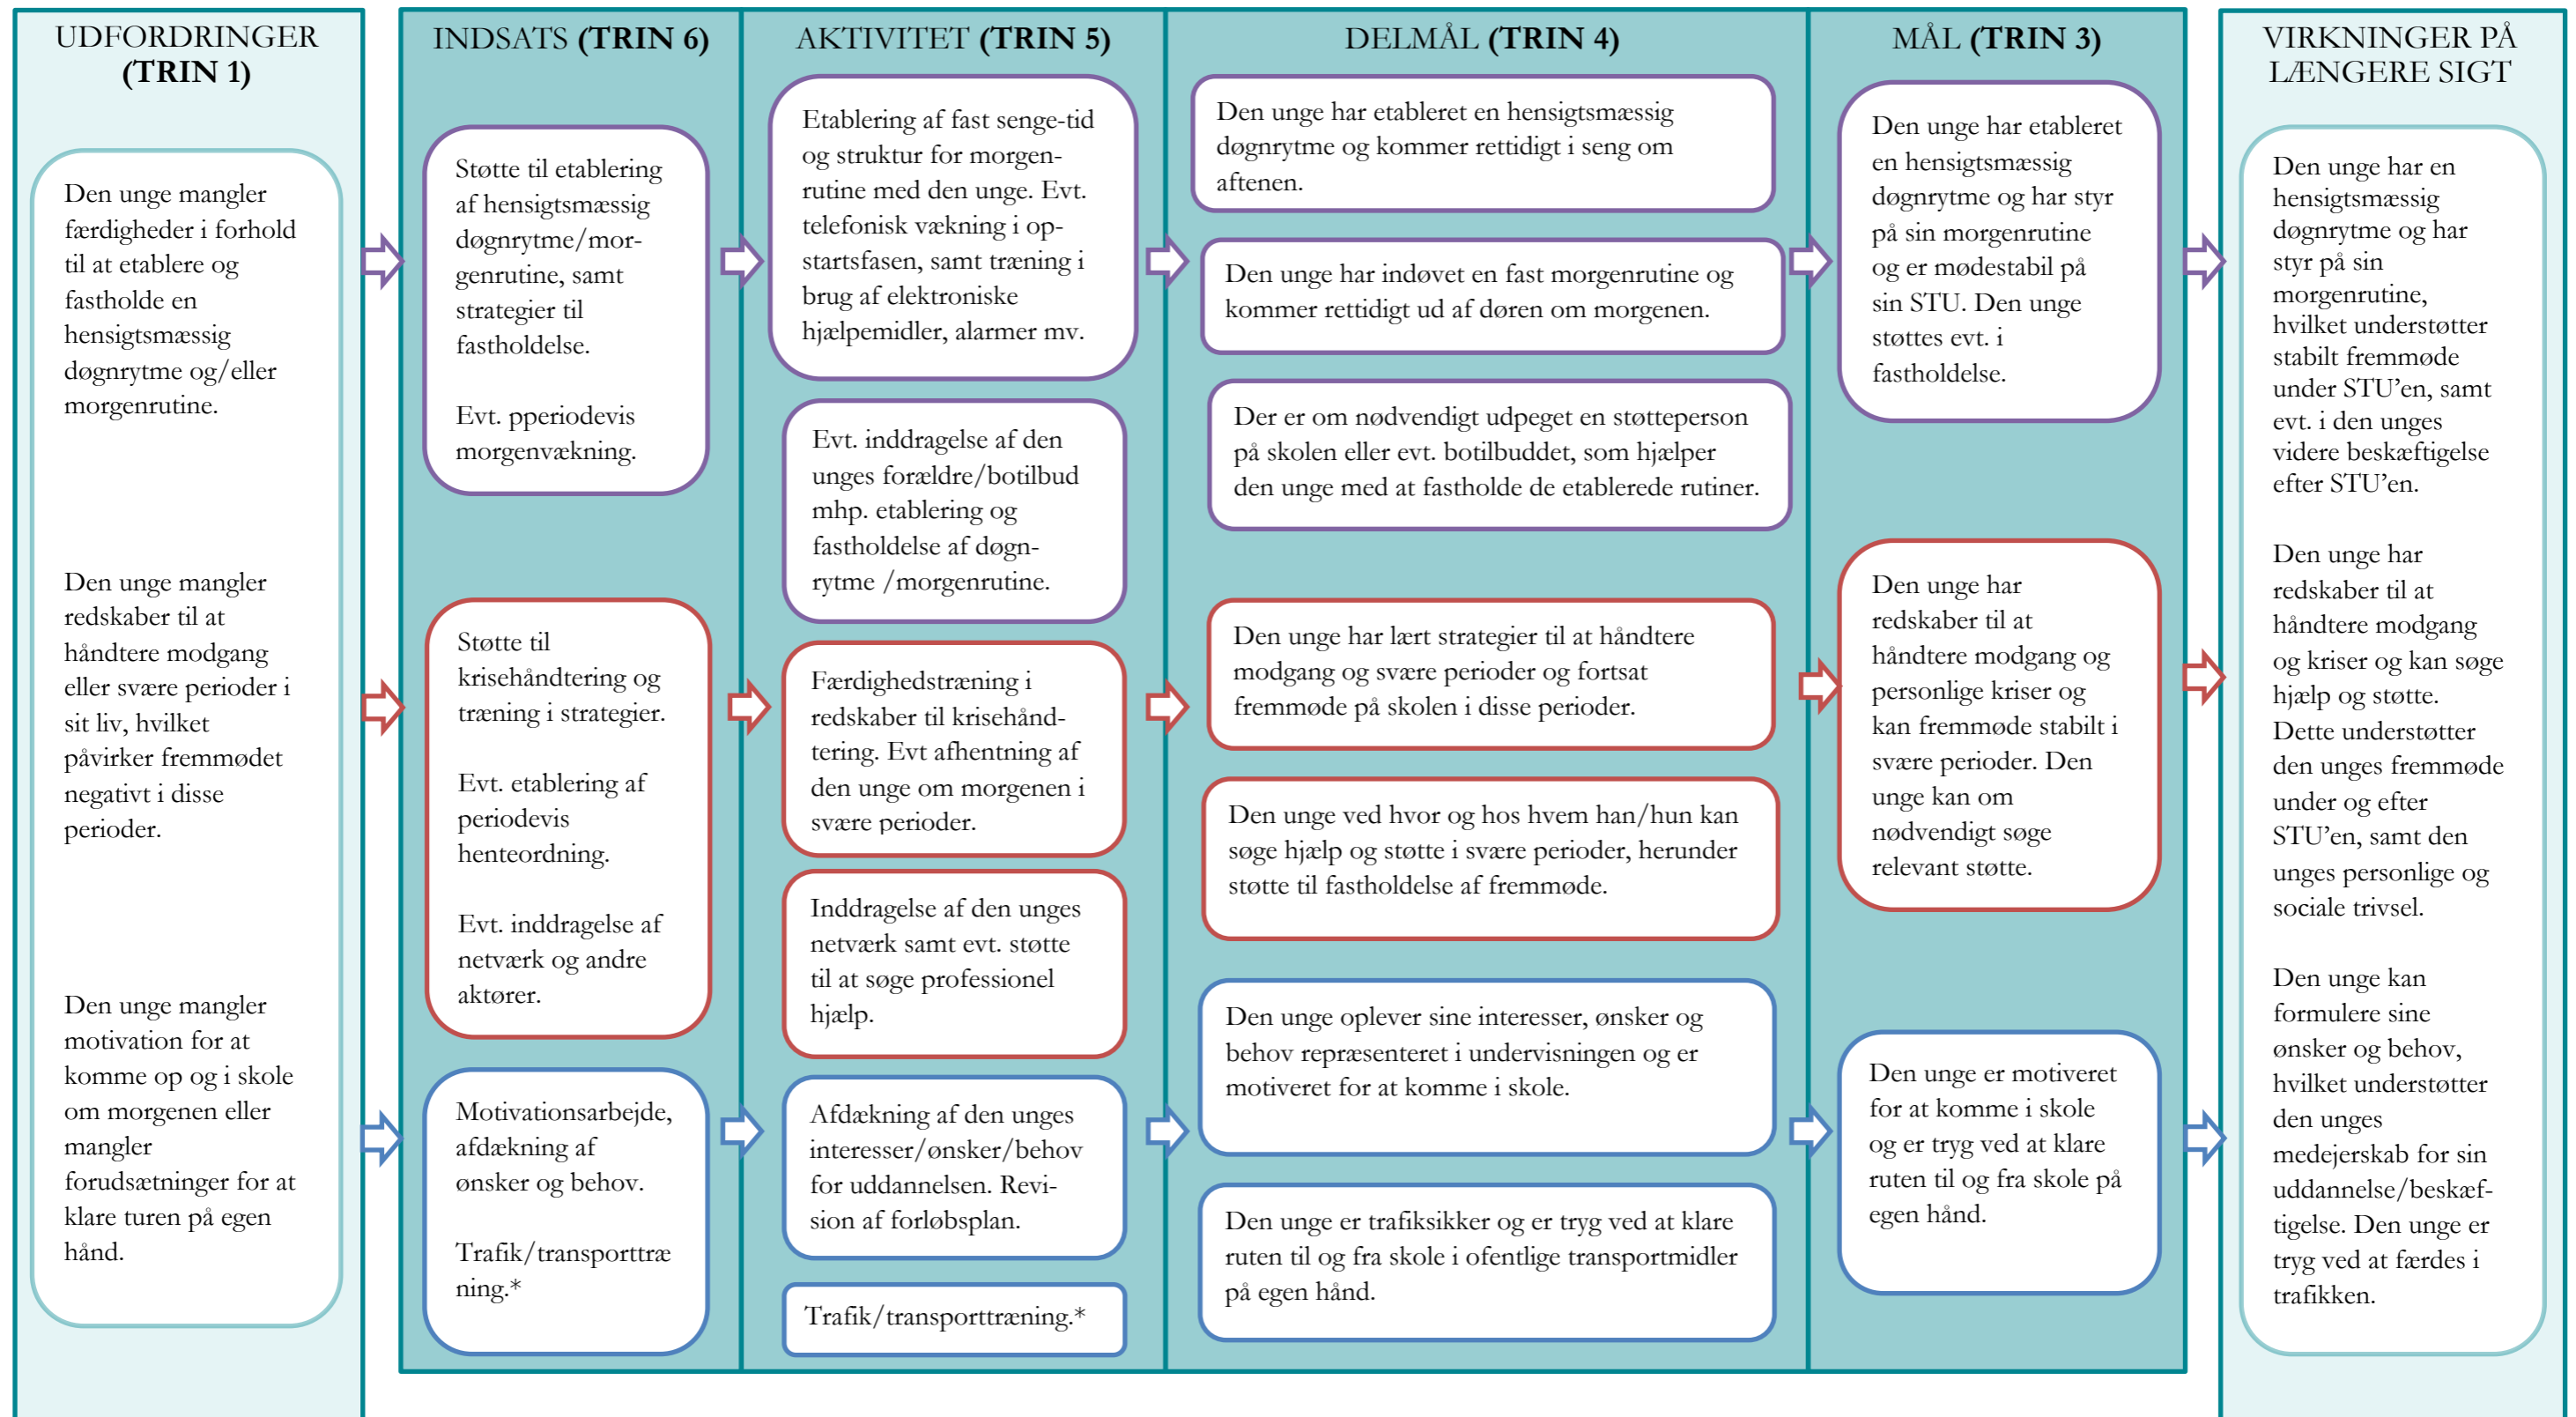 UDFORDRINGER
(TRIN 1)
Den unge mangler
færdigheder i forhold
til at etablere og
fastholde en
hensigtsmæssig
døgnrytme og/eller
morgenrutine.
Den unge mangler
redskaber til at
håndtere modgang
eller svære perioder i
sit liv, hvilket
påvirker fremmødet
negativt i disse
perioder.
Den unge mangler
motivation for at
komme op og i skole
om morgenen eller
mangler
forudsætninger for at
klare turen på egen
hånd.
INDSATS (TRIN 6)
Støtte til etablering
af hensigtsmæssig
døgnrytme/mor-
genrutine, samt
strategier til
fastholdelse.
Evt. pperiodevis
morgenvækning.
Støtte til
krisehåndtering og
træning i strategier.
Evt. etablering af
periodevis
henteordning.
Evt. inddragelse af
netværk og andre
aktører.
Motivationsarbejde,
afdækning af
ønsker og behov.
Trafik/transporttræ
ning.*
AKTIVITET (TRIN 5)
Etablering af fast senge-tid
og struktur for morgen-
rutine med den unge. Evt.
telefonisk vækning i op-
startsfasen, samt træning i
brug af elektroniske
hjælpemidler, alarmer mv.
Evt. inddragelse af den
unges forældre/botilbud
mhp. etablering og
fastholdelse af døgn-
rytme /morgenrutine.
Færdighedstræning i
redskaber til krisehånd-
tering. Evt afhentning af
den unge om morgenen i
svære perioder.
Inddragelse af den unges
netværk samt evt. støtte
til at søge professionel
hjælp.
Afdækning af den unges
interesser/ønsker/behov
for uddannelsen. Revi-
sion af forløbsplan.
Trafik/transporttræning.*
DELMÅL (TRIN 4)
Den unge har etableret en hensigtsmæssig
døgnrytme og kommer rettidigt i seng om
aftenen.
Den unge har indøvet en fast morgenrutine og
kommer rettidigt ud af døren om morgenen.
Der er om nødvendigt udpeget en støtteperson
på skolen eller evt. botilbuddet, som hjælper
den unge med at fastholde de etablerede rutiner.
Den unge har lært strategier til at håndtere
modgang og svære perioder og fortsat
fremmøde på skolen i disse perioder.
Den unge ved hvor og hos hvem han/hun kan
søge hjælp og støtte i svære perioder, herunder
støtte til fastholdelse af fremmøde.
Den unge oplever sine interesser, ønsker og
behov repræsenteret i undervisningen og er
motiveret for at komme i skole.
Den unge er trafiksikker og er tryg ved at klare
ruten til og fra skole i ofentlige transportmidler
på egen hånd.
MÅL (TRIN 3)
Den unge har etableret
en hensigtsmæssig
døgnrytme og har styr
på sin morgenrutine
og er mødestabil på
sin STU. Den unge
støttes evt. i
fastholdelse.
Den unge har
redskaber til at
håndtere modgang og
personlige kriser og
kan fremmøde stabilt i
svære perioder. Den
unge kan om
nødvendigt søge
relevant støtte.
Den unge er motiveret
for at komme i skole
og er tryg ved at klare
ruten til og fra skole på
egen hånd.
VIRKNINGER PÅ
LÆNGERE SIGT
Den unge har en
hensigtsmæssig
døgnrytme og har
styr på sin
morgenrutine,
hvilket understøtter
stabilt fremmøde
under STU’en, samt
evt. i den unges
videre beskæftigelse
efter STU’en.
Den unge har
redskaber til at
håndtere modgang
og kriser og kan søge
hjælp og støtte.
Dette understøtter
den unges fremmøde
under og efter
STU’en, samt den
unges personlige og
sociale trivsel.
Den unge kan
formulere sine
ønsker og behov,
hvilket understøtter
den unges
medejerskab for sin
uddannelse/beskæf-
tigelse. Den unge er
tryg ved at færdes i
trafikken.